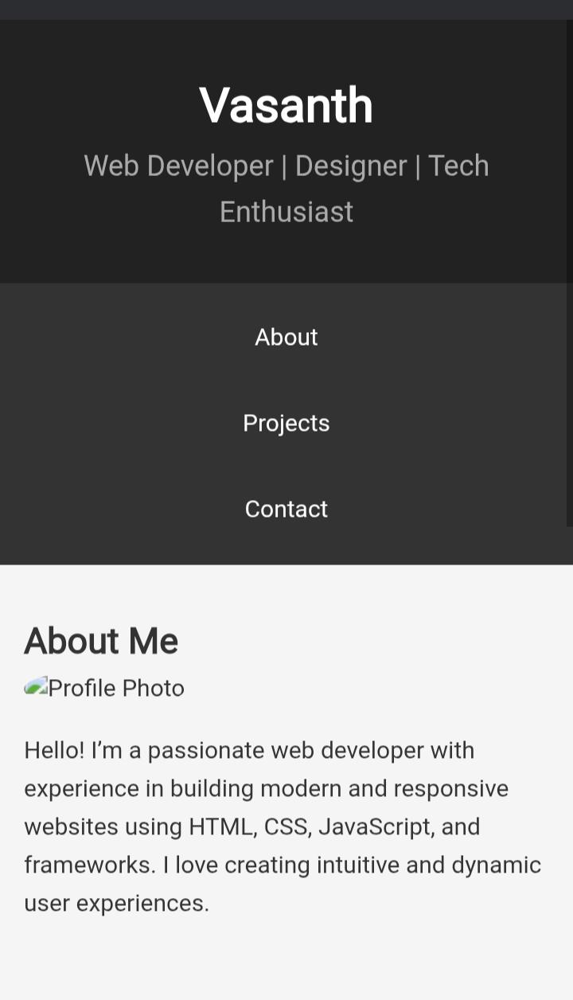 Vasanth
Web Developer | Designer | Tech
Enthusiast
About
Projects
Contact
About Me
Profile Photo
Hello! I’m a passionate web developer with
experience in building modern and responsive
websites using HTML, CSS, JavaScript, and
frameworks. I love creating intuitive and dynamic
user experiences.